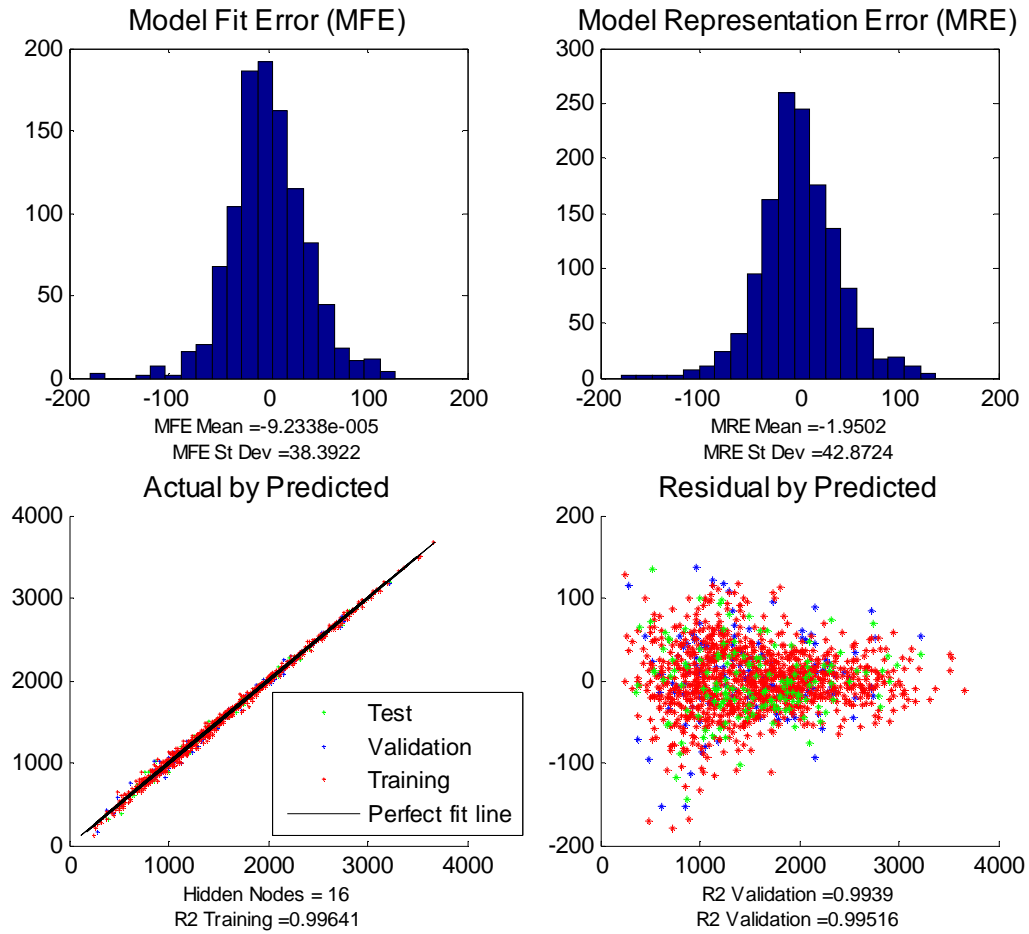 Model Fit Error (MFE)
200
150
100
50
0
-200
-100
0
100
200
MFE Mean =-9.2338e-005
MFE St Dev =38.3922
Model Representation Error (MRE)
300
250
200
150
100
50
0
-200
-100
0
100
200
MRE Mean =-1.9502
MRE St Dev =42.8724
Actual by Predicted
4000
3000
2000
1000
0
0
1000
2000
3000
4000
Test
Validation
Training
Perfect fit line
Hidden Nodes = 16
R2 Training =0.99641
Residual by Predicted
200
100
0
-100
-200
0
1000
2000
3000
4000
R2 Validation =0.9939
R2 Validation =0.99516